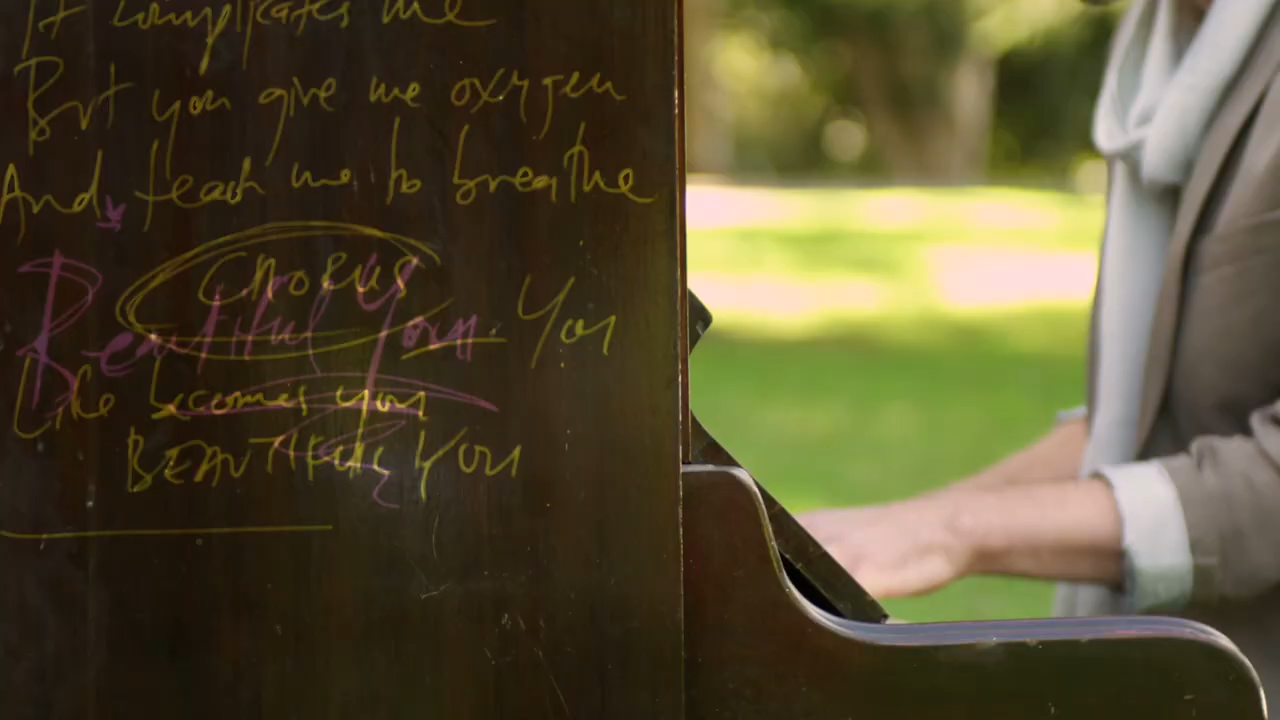 It complicates me
But you give me oxygen
And teach me to breathe
CHORUS
Beautiful You You
Like becomes you
BEAUTIFUL YOU